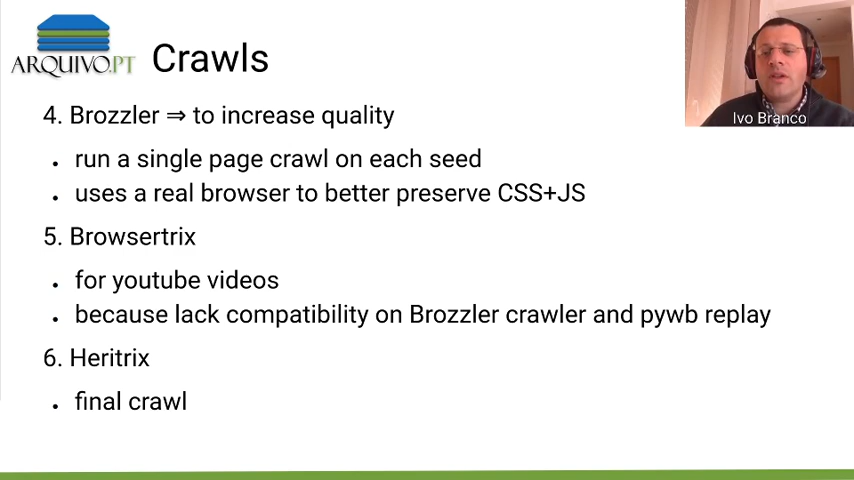 ARQUIVO.PT
Crawls
4. Brozzler ⇒ to increase quality
• run a single page crawl on each seed
• uses a real browser to better preserve CSS+JS
5. Browsertrix
• for youtube videos
• because lack compatibility on Brozzler crawler and pywb replay
6. Heritrix
• final crawl
Ivo Branco